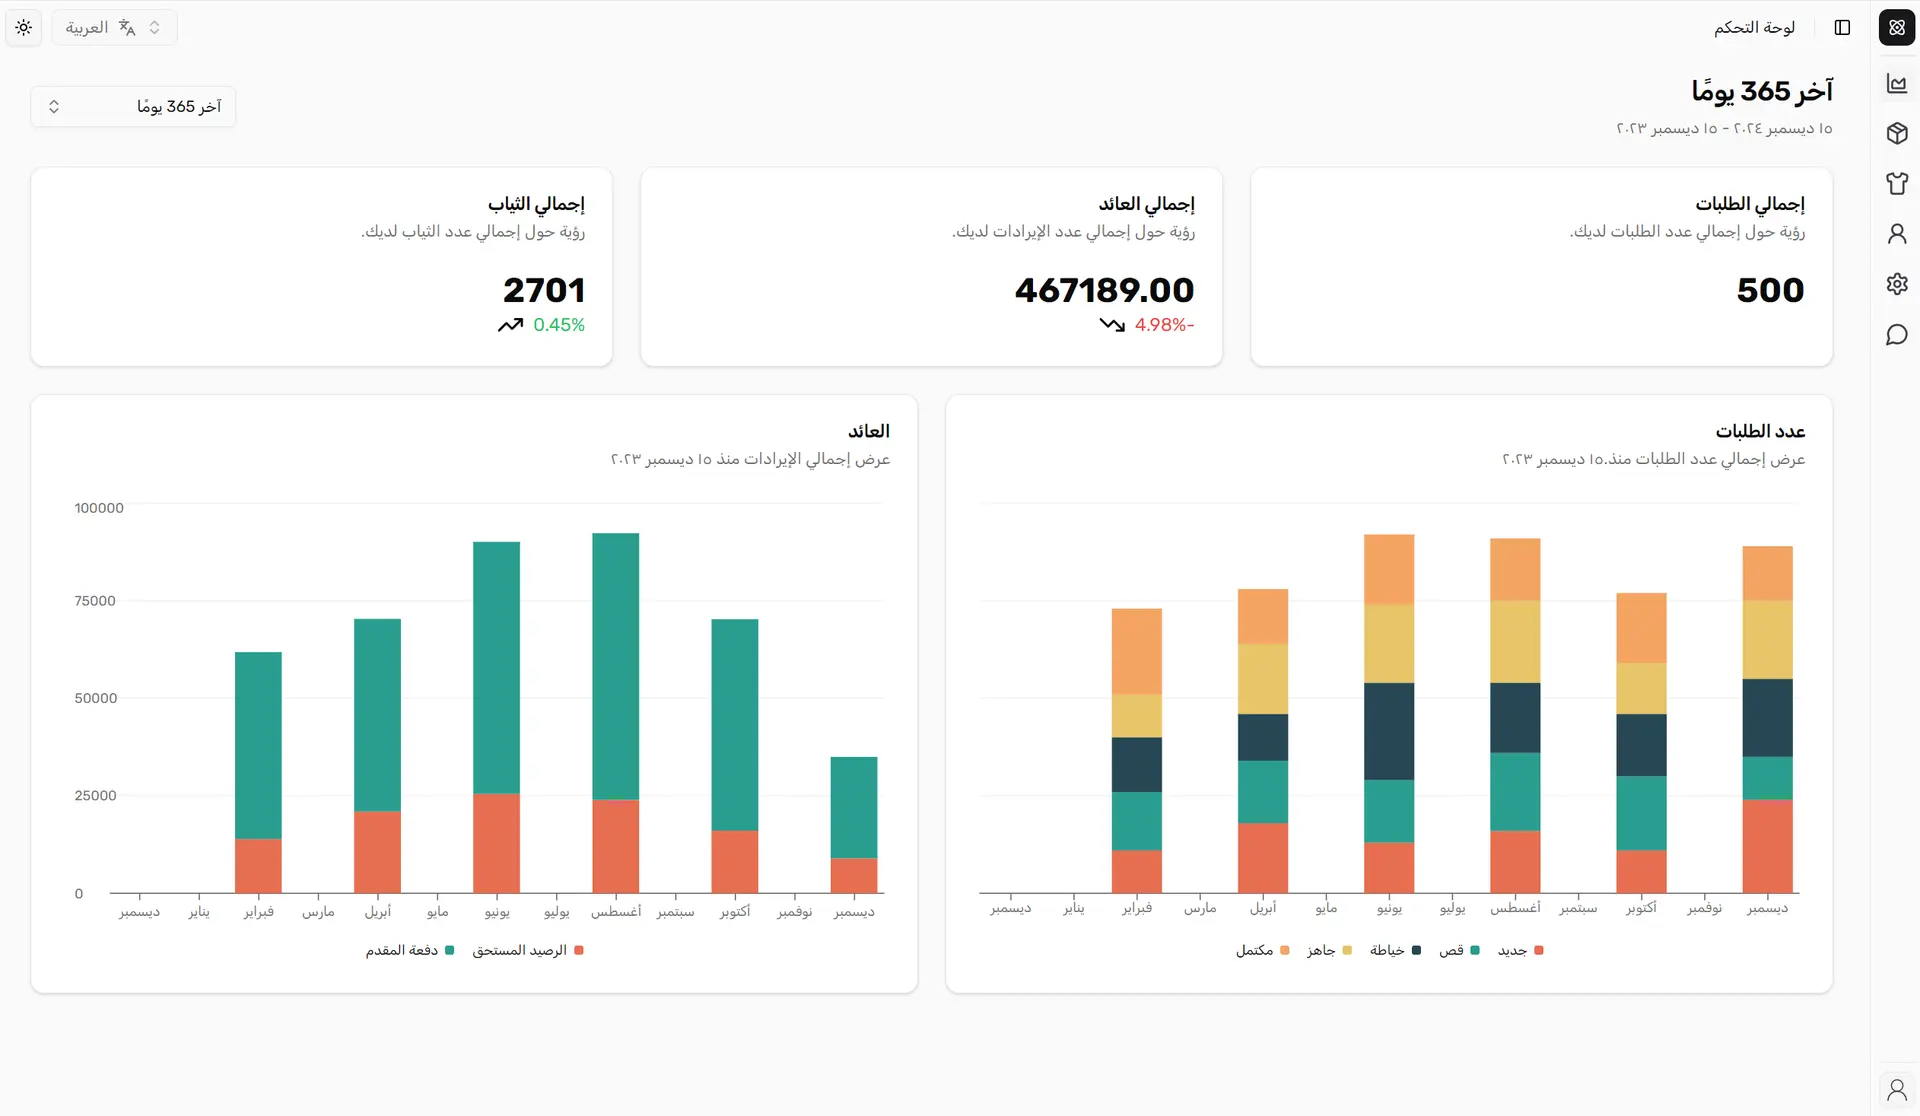 لوحة التحكم
العربية
آخر 365 يومًا
١٥ ديسمبر ٢٠٢٤ - ١٥ ديسمبر ٢٠٢٣
آخر 365 يومًا
إجمالي الطلبات
رؤية حول إجمالي عدد الطلبات لديك.
500
إجمالي العائد
رؤية حول إجمالي عدد الإيرادات لديك.
467189.00
4.98%-
إجمالي الثياب
رؤية حول إجمالي عدد الثياب لديك.
2701
0.45%
عدد الطلبات
عرض إجمالي عدد الطلبات منذ.١٥ ديسمبر ٢٠٢٣
ديسمبر يناير فبراير مارس أبريل مايو يونيو يوليو أغسطس سبتمبر أكتوبر نوفمبر ديسمبر
جديد قص خياطة جاهز مكتمل
العائد
عرض إجمالي الإيرادات منذ ١٥ ديسمبر ٢٠٢٣
100000
75000
50000
25000
0
ديسمبر يناير فبراير مارس أبريل مايو يونيو يوليو أغسطس سبتمبر أكتوبر نوفمبر ديسمبر
الرصيد المستحق دفعة المقدم